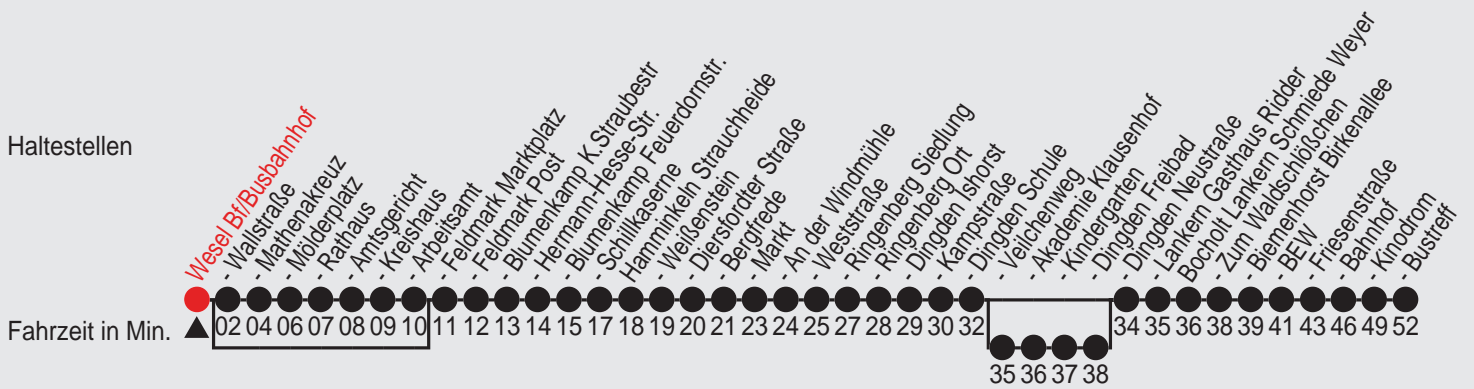 Haltestellen
Wesel Bf/Busbahnhof
- Wallstraße
- Mathenakreuz
- Mölderplatz
- Rathaus
- Amtsgericht
- Kreishaus
- Arbeitsamt
- Feldmark Marktplatz
- Feldmark Post
- Blumenkamp K.Straubestr
- Hermann-Hesse-Str.
- Blumenkamp Feuerdornstr.
- Schillkaserne
Hamminkeln Strauchheide
- Weißenstein
- Diersfordter Straße
- Bergfrede
- Markt
- An der Windmühle
- Weststraße
- Ringenberg Siedlung
- Ringenberg Ort
- Dingden Ishorst
- Kampstraße
- Dingden Schule
- Veilchenweg
- Akademie Klausenhof
- Kindergarten
- Dingden Freibad
- Dingden Neustraße
- Lankern Gasthaus Ridder
Bocholt Lankern Schmiede Weyer
- Zum Waldschlößchen
- Biemenhorst Birkenallee
- BEW
- Friesenstraße
- Bahnhof
- Kinodrom
- Bustreff
Fahrzeit in Min. 02 04 06 07 08 09 10 11 12 13 14 15 17 18 19 20 21 23 24 25 27 28 29 30 32 34 35 36 38 39 41 43 46 49 52
35 36 37 38